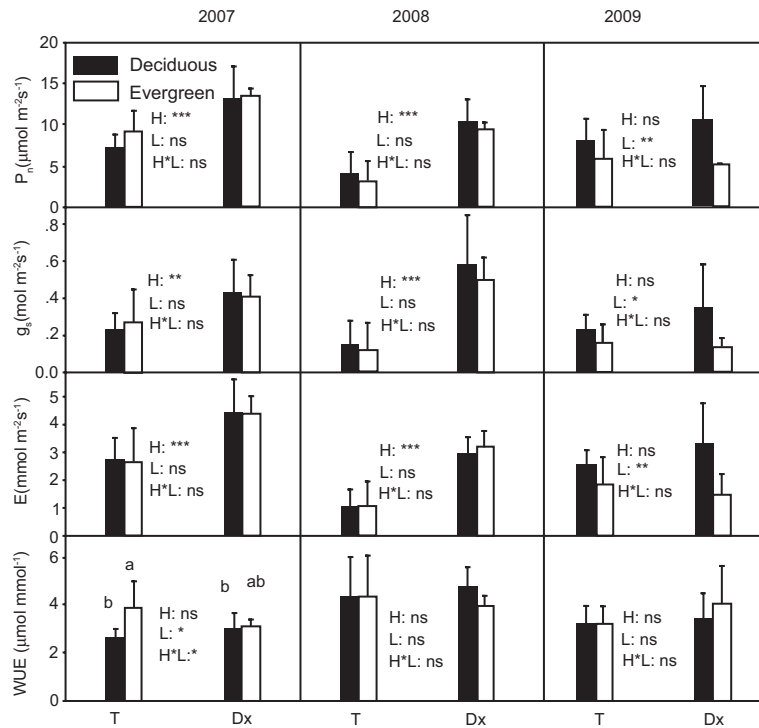 2007 2008 2009
20
15
10
5
0
Pn(μmol m-2s-1)
Deciduous
Evergreen
H: ***
L: ns
H*L: ns
H: ***
L: ns
H*L: ns
H: ns
L: **
H*L: ns
.8
.6
.4
.2
0.0
gs(mol m-2s-1)
H: **
L: ns
H*L: ns
H: ***
L: ns
H*L: ns
H: ns
L: *
H*L: ns
5
4
3
2
1
0
E(mmol m-2s-1)
H: ***
L: ns
H*L: ns
H: ***
L: ns
H*L: ns
H: ns
L: **
H*L: ns
6
4
2
0
WUE (μmol mmol-1)
b a b ab
H: ns
L: *
H*L:*
H: ns
L: ns
H*L: ns
H: ns
L: ns
H*L: ns
T Dx T Dx T Dx